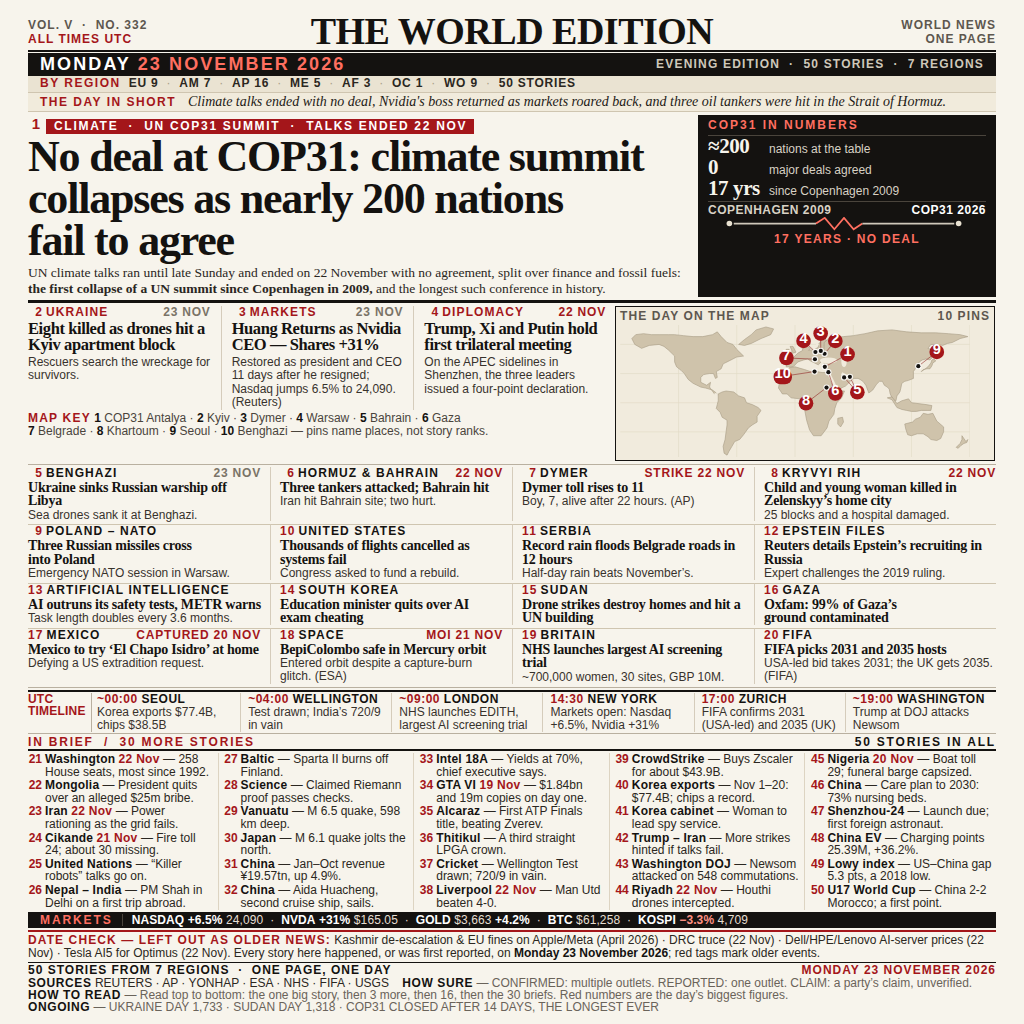 VOL. V · NO. 332
ALL TIMES UTC
THE WORLD EDITION
WORLD NEWS
ONE PAGE
MONDAY 23 NOVEMBER 2026
EVENING EDITION · 50 STORIES · 7 REGIONS
BY REGION EU 9 · AM 7 · AP 16 · ME 5 · AF 3 · OC 1 · WO 9 · 50 STORIES
THE DAY IN SHORT Climate talks ended with no deal, Nvidia's boss returned as markets roared back, and three oil tankers were hit in the Strait of Hormuz.
1 CLIMATE · UN COP31 SUMMIT · TALKS ENDED 22 NOV
No deal at COP31: climate summit
collapses as nearly 200 nations
fail to agree
UN climate talks ran until late Sunday and ended on 22 November with no agreement, split over finance and fossil fuels:
the first collapse of a UN summit since Copenhagen in 2009, and the longest such conference in history.
COP31 IN NUMBERS
≈200 nations at the table
0 major deals agreed
17 yrs since Copenhagen 2009
COPENHAGEN 2009 COP31 2026
17 YEARS · NO DEAL
2 UKRAINE 23 NOV
Eight killed as drones hit a
Kyiv apartment block
Rescuers search the wreckage for
survivors.
3 MARKETS 23 NOV
Huang Returns as Nvidia
CEO — Shares +31%
Restored as president and CEO
11 days after he resigned;
Nasdaq jumps 6.5% to 24,090.
(Reuters)
4 DIPLOMACY 22 NOV
Trump, Xi and Putin hold
first trilateral meeting
On the APEC sidelines in
Shenzhen, the three leaders
issued a four-point declaration.
MAP KEY 1 COP31 Antalya · 2 Kyiv · 3 Dymer · 4 Warsaw · 5 Bahrain · 6 Gaza
7 Belgrade · 8 Khartoum · 9 Seoul · 10 Benghazi — pins name places, not story ranks.
THE DAY ON THE MAP 10 PINS
4 3 2 1 9
7
10
8 6 5
5 BENGHAZI 23 NOV
Ukraine sinks Russian warship off
Libya
Sea drones sank it at Benghazi.
6 HORMUZ & BAHRAIN 22 NOV
Three tankers attacked; Bahrain hit
Iran hit Bahrain site; two hurt.
7 DYMER STRIKE 22 NOV
Dymer toll rises to 11
Boy, 7, alive after 22 hours. (AP)
8 KRYVYI RIH 22 NOV
Child and young woman killed in
Zelenskyy’s home city
25 blocks and a hospital damaged.
9 POLAND – NATO
Three Russian missiles cross
into Poland
Emergency NATO session in Warsaw.
10 UNITED STATES
Thousands of flights cancelled as
systems fail
Congress asked to fund a rebuild.
11 SERBIA
Record rain floods Belgrade roads in
12 hours
Half-day rain beats November’s.
12 EPSTEIN FILES
Reuters details Epstein’s recruiting in
Russia
Expert challenges the 2019 ruling.
13 ARTIFICIAL INTELLIGENCE
AI outruns its safety tests, METR warns
Task length doubles every 3.6 months.
14 SOUTH KOREA
Education minister quits over AI
exam cheating
15 SUDAN
Drone strikes destroy homes and hit a
UN building
16 GAZA
Oxfam: 99% of Gaza’s
ground contaminated
17 MEXICO CAPTURED 20 NOV
Mexico to try ‘El Chapo Isidro’ at home
Defying a US extradition request.
18 SPACE MOI 21 NOV
BepiColombo safe in Mercury orbit
Entered orbit despite a capture-burn
glitch. (ESA)
19 BRITAIN
NHS launches largest AI screening
trial
~700,000 women, 30 sites, GBP 10M.
20 FIFA
FIFA picks 2031 and 2035 hosts
USA-led bid takes 2031; the UK gets 2035.
(FIFA)
UTC
TIMELINE
~00:00 SEOUL
Korea exports $77.4B,
chips $38.5B
~04:00 WELLINGTON
Test drawn; India’s 720/9
in vain
~09:00 LONDON
NHS launches EDITH,
largest AI screening trial
14:30 NEW YORK
Markets open: Nasdaq
+6.5%, Nvidia +31%
17:00 ZURICH
FIFA confirms 2031
(USA-led) and 2035 (UK)
~19:00 WASHINGTON
Trump at DOJ attacks
Newsom
IN BRIEF / 30 MORE STORIES 50 STORIES IN ALL
21 Washington 22 Nov — 258
House seats, most since 1992.
22 Mongolia — President quits
over an alleged $25m bribe.
23 Iran 22 Nov — Power
rationing as the grid fails.
24 Cikande 21 Nov — Fire toll
24; about 30 missing.
25 United Nations — “Killer
robots” talks go on.
26 Nepal – India — PM Shah in
Delhi on a first trip abroad.
27 Baltic — Sparta II burns off
Finland.
28 Science — Claimed Riemann
proof passes checks.
29 Vanuatu — M 6.5 quake, 598
km deep.
30 Japan — M 6.1 quake jolts the
north.
31 China — Jan–Oct revenue
¥19.57tn, up 4.9%.
32 China — Aida Huacheng,
second cruise ship, sails.
33 Intel 18A — Yields at 70%,
chief executive says.
34 GTA VI 19 Nov — $1.84bn
and 19m copies on day one.
35 Alcaraz — First ATP Finals
title, beating Zverev.
36 Thitikul — A third straight
LPGA crown.
37 Cricket — Wellington Test
drawn; 720/9 in vain.
38 Liverpool 22 Nov — Man Utd
beaten 4-0.
39 CrowdStrike — Buys Zscaler
for about $43.9B.
40 Korea exports — Nov 1–20:
$77.4B; chips a record.
41 Korea cabinet — Woman to
lead spy service.
42 Trump – Iran — More strikes
hinted if talks fail.
43 Washington DOJ — Newsom
attacked on 548 commutations.
44 Riyadh 22 Nov — Houthi
drones intercepted.
45 Nigeria 20 Nov — Boat toll
29; funeral barge capsized.
46 China — Care plan to 2030:
73% nursing beds.
47 Shenzhou-24 — Launch due;
first foreign astronaut.
48 China EV — Charging points
25.39M, +36.2%.
49 Lowy index — US–China gap
5.3 pts, a 2018 low.
50 U17 World Cup — China 2-2
Morocco; a first point.
MARKETS NASDAQ +6.5% 24,090 · NVDA +31% $165.05 · GOLD $3,663 +4.2% · BTC $61,258 · KOSPI −3.3% 4,709
DATE CHECK — LEFT OUT AS OLDER NEWS: Kashmir de-escalation & EU fines on Apple/Meta (April 2026) · DRC truce (22 Nov) · Dell/HPE/Lenovo AI-server prices (22
Nov) · Tesla AI5 for Optimus (22 Nov). Every story here happened, or was first reported, on Monday 23 November 2026; red tags mark older events.
50 STORIES FROM 7 REGIONS · ONE PAGE, ONE DAY MONDAY 23 NOVEMBER 2026
SOURCES REUTERS · AP · YONHAP · ESA · NHS · FIFA · USGS HOW SURE — CONFIRMED: multiple outlets. REPORTED: one outlet. CLAIM: a party’s claim, unverified.
HOW TO READ — Read top to bottom: the one big story, then 3 more, then 16, then the 30 briefs. Red numbers are the day’s biggest figures.
ONGOING — UKRAINE DAY 1,733 · SUDAN DAY 1,318 · COP31 CLOSED AFTER 14 DAYS, THE LONGEST EVER